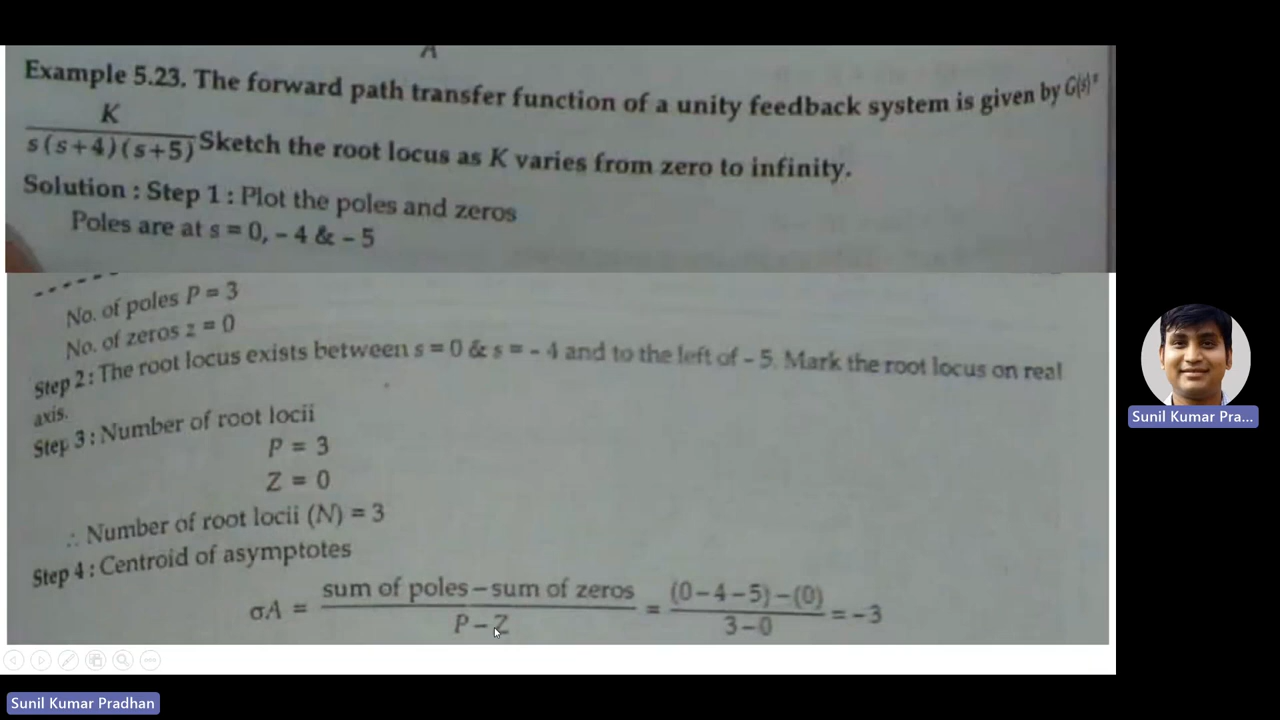 A
Example 5.23. The forward path transfer function of a unity feedback system is given by G(s) =
K
s(s+4)(s+5) Sketch the root locus as K varies from zero to infinity.
Solution : Step 1 : Plot the poles and zeros
Poles are at s = 0, – 4 & – 5
No. of poles P = 3
No. of zeros z = 0
Step 2 : The root locus exists between s = 0 & s = – 4 and to the left of – 5. Mark the root locus on real
axis.
Step 3 : Number of root locii
P = 3
Z = 0
∴ Number of root locii (N) = 3
Step 4 : Centroid of asymptotes
σA = sum of poles – sum of zeros / P – Z = (0–4–5)–(0) / 3–0 = –3
Sunil Kumar Pra...
Sunil Kumar Pradhan